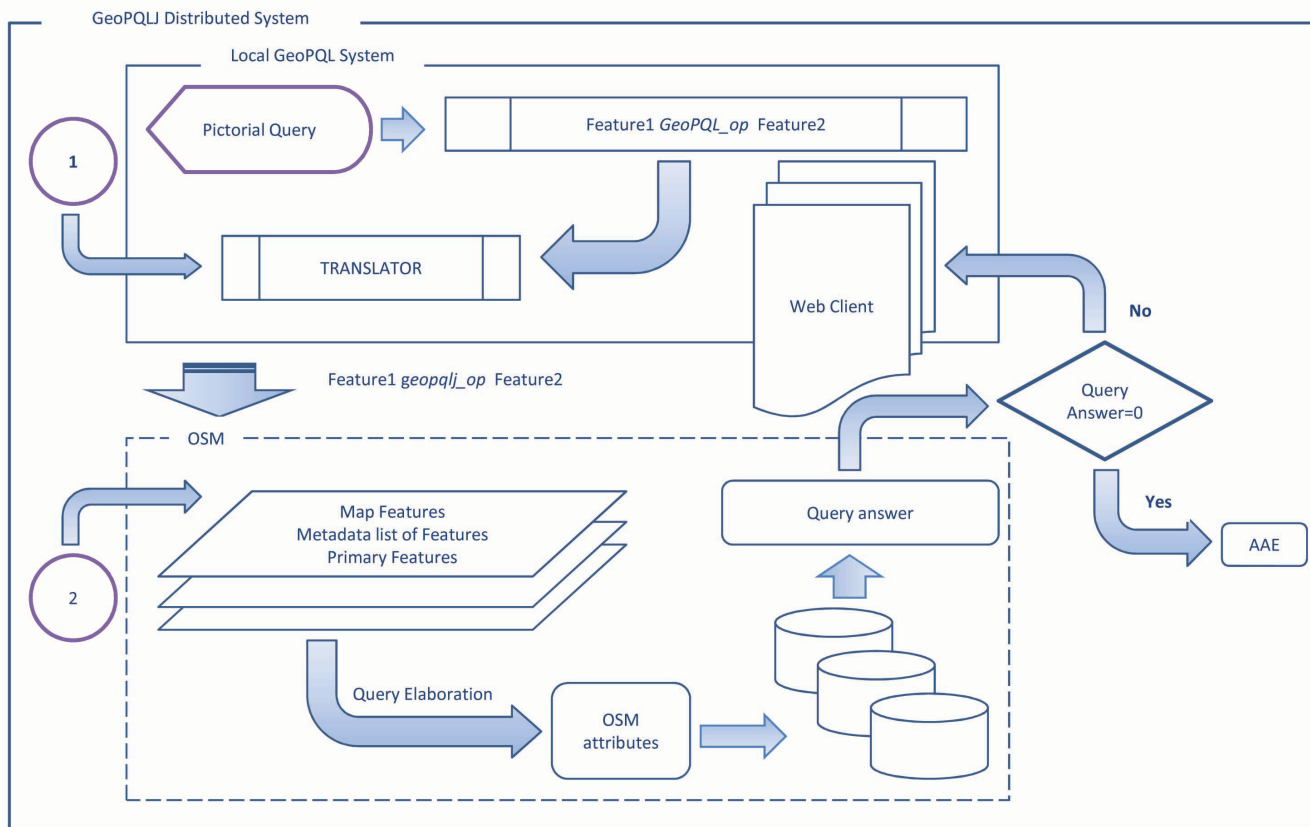 GeoPQLJ Distributed System
Local GeoPQL System
Pictorial Query
Feature1 GeoPQL_op Feature2
1
TRANSLATOR
Web Client
No
Feature1 geopqlj_op Feature2
Query
Answer=0
OSM
Map Features
Metadata list of Features
Primary Features
Query answer
Yes
AAE
2
Query Elaboration
OSM
attributes